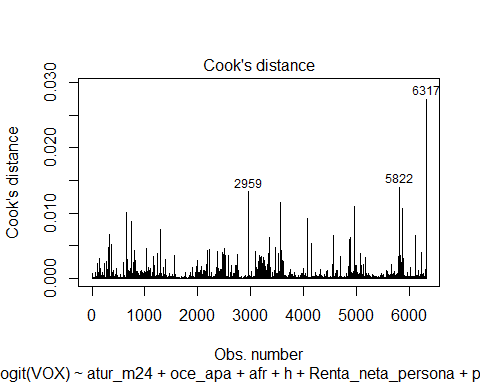 Cook's distance
6317
5822
2959
Cook's distance
0.030
0.020
0.010
0.000
0 1000 2000 3000 4000 5000 6000
Obs. number
ogit(VOX) ~ atur_m24 + oce_apa + afr + h + Renta_neta_persona + p